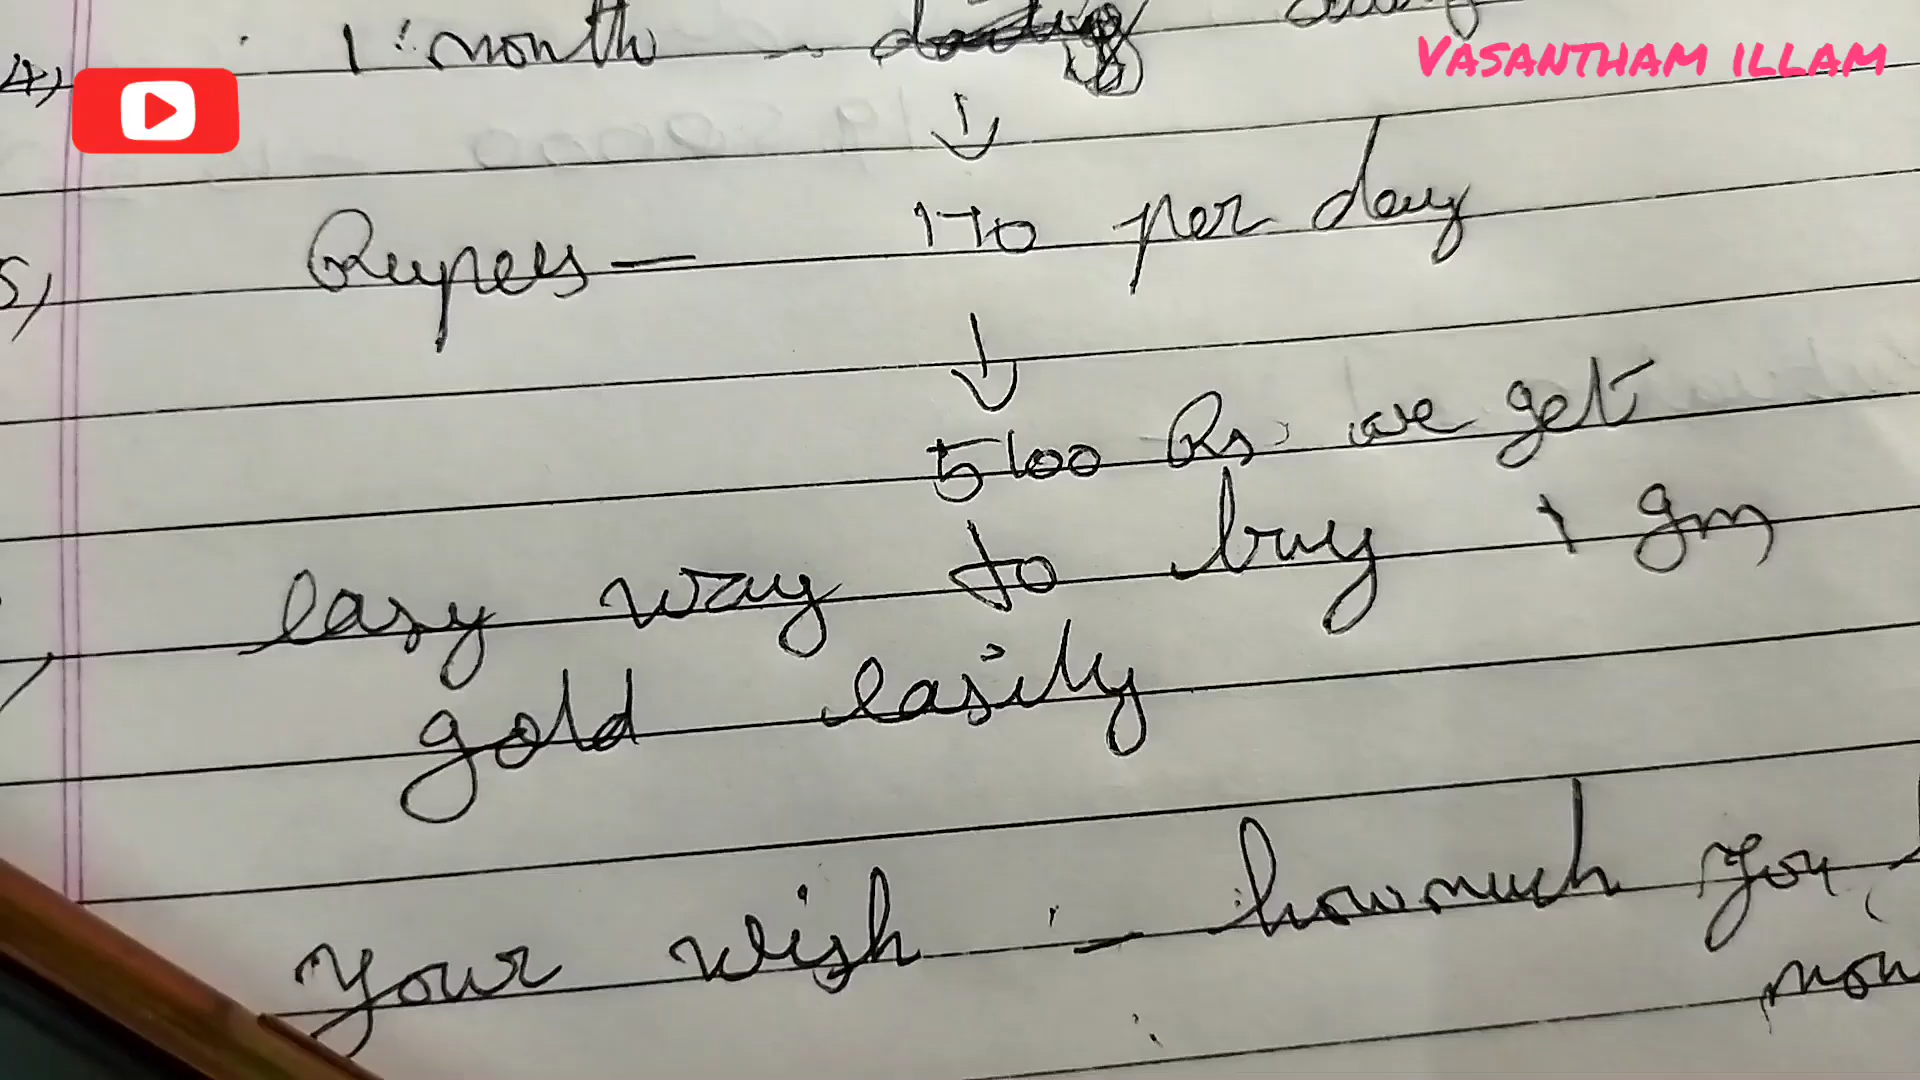 VASANTHAM ILLAM
4) 1 month -
5) Rupees — 170 per day
5100 Rs. we get
easy way to buy 1 gm
gold easily
your wish :- howmuch you